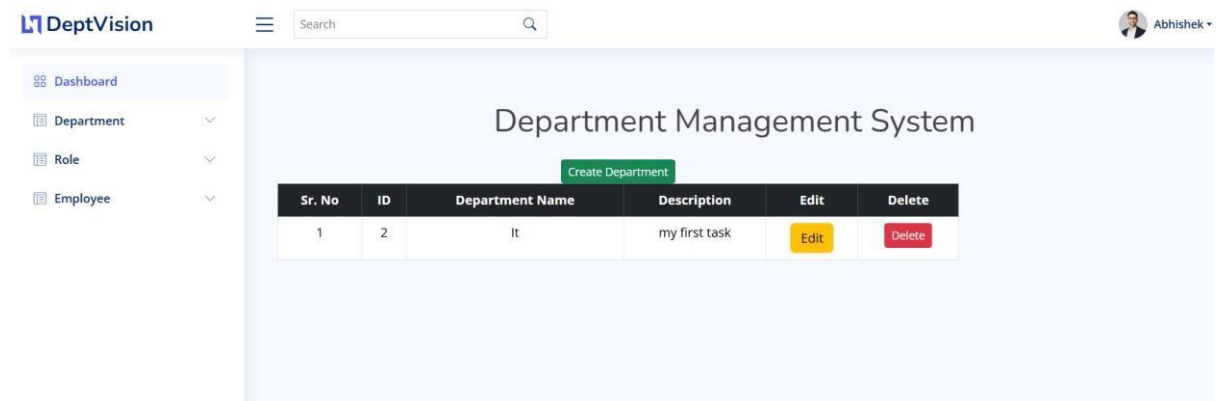 DeptVision
Search
Abhishek
Dashboard
Department
Role
Employee
Department Management System
Create Department
Sr. No ID Department Name Description Edit Delete
1 2 It my first task Edit Delete